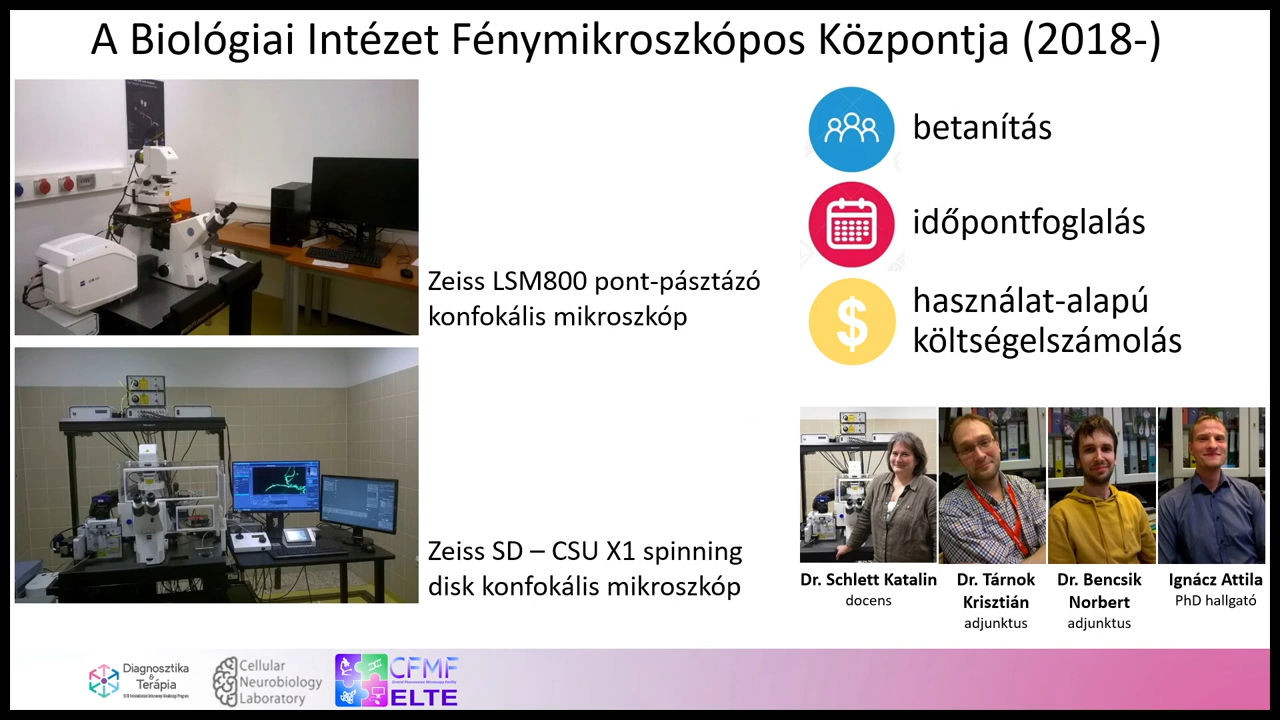 A Biológiai Intézet Fénymikroszkópos Központja (2018-)
betanítás
időpontfoglalás
használat-alapú
költségelszámolás
Zeiss LSM800 pont-pásztázó
konfokális mikroszkóp
Zeiss SD – CSU X1 spinning
disk konfokális mikroszkóp
Dr. Schlett Katalin
docens
Dr. Tárnok
Krisztián
adjunktus
Dr. Bencsik
Norbert
adjunktus
Ignácz Attila
PhD hallgató
Diagnosztika
&
Terápia
Cellular
Neurobiology
Laboratory
CFMF
ELTE